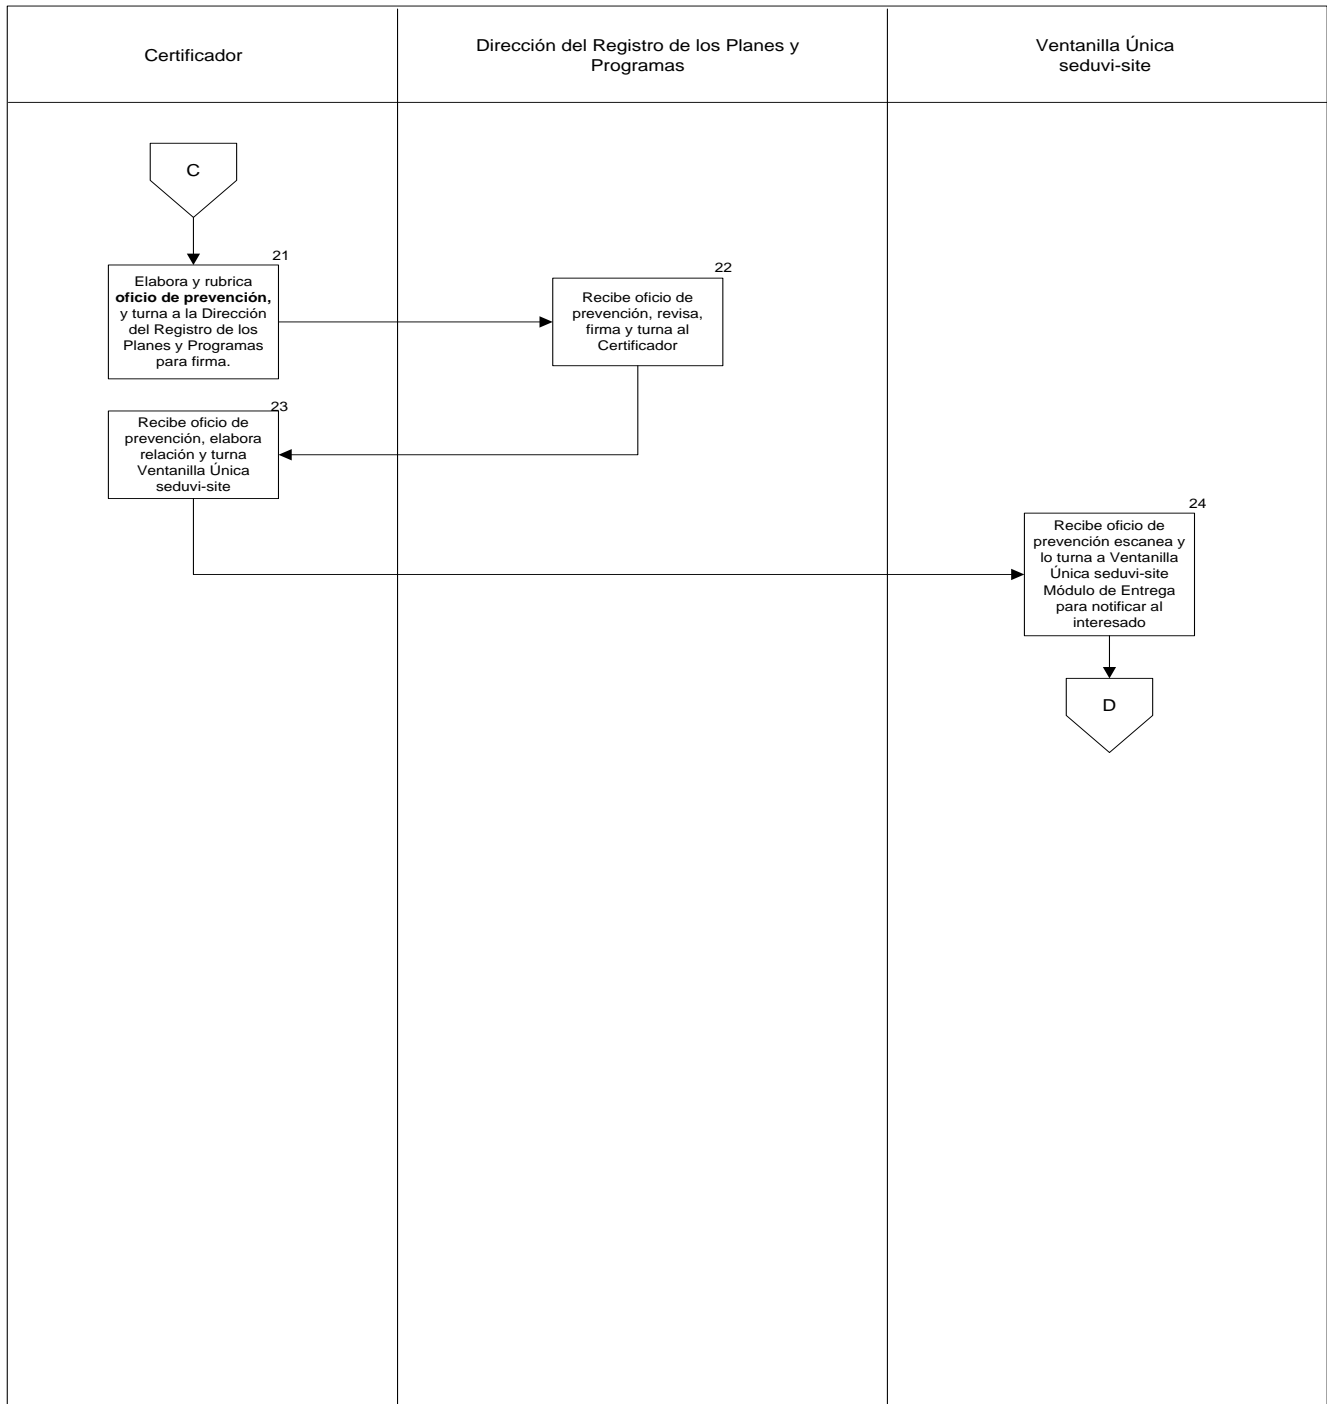 Certificador
Dirección del Registro de los Planes y
Programas
Ventanilla Única
seduvi-site
C
21
Elabora y rubrica
oficio de prevención,
y turna a la Dirección
del Registro de los
Planes y Programas
para firma.
22
Recibe oficio de
prevención, revisa,
firma y turna al
Certificador
23
Recibe oficio de
prevención, elabora
relación y turna
Ventanilla Única
seduvi-site
24
Recibe oficio de
prevención escanea y
lo turna a Ventanilla
Única seduvi-site
Módulo de Entrega
para notificar al
interesado
D